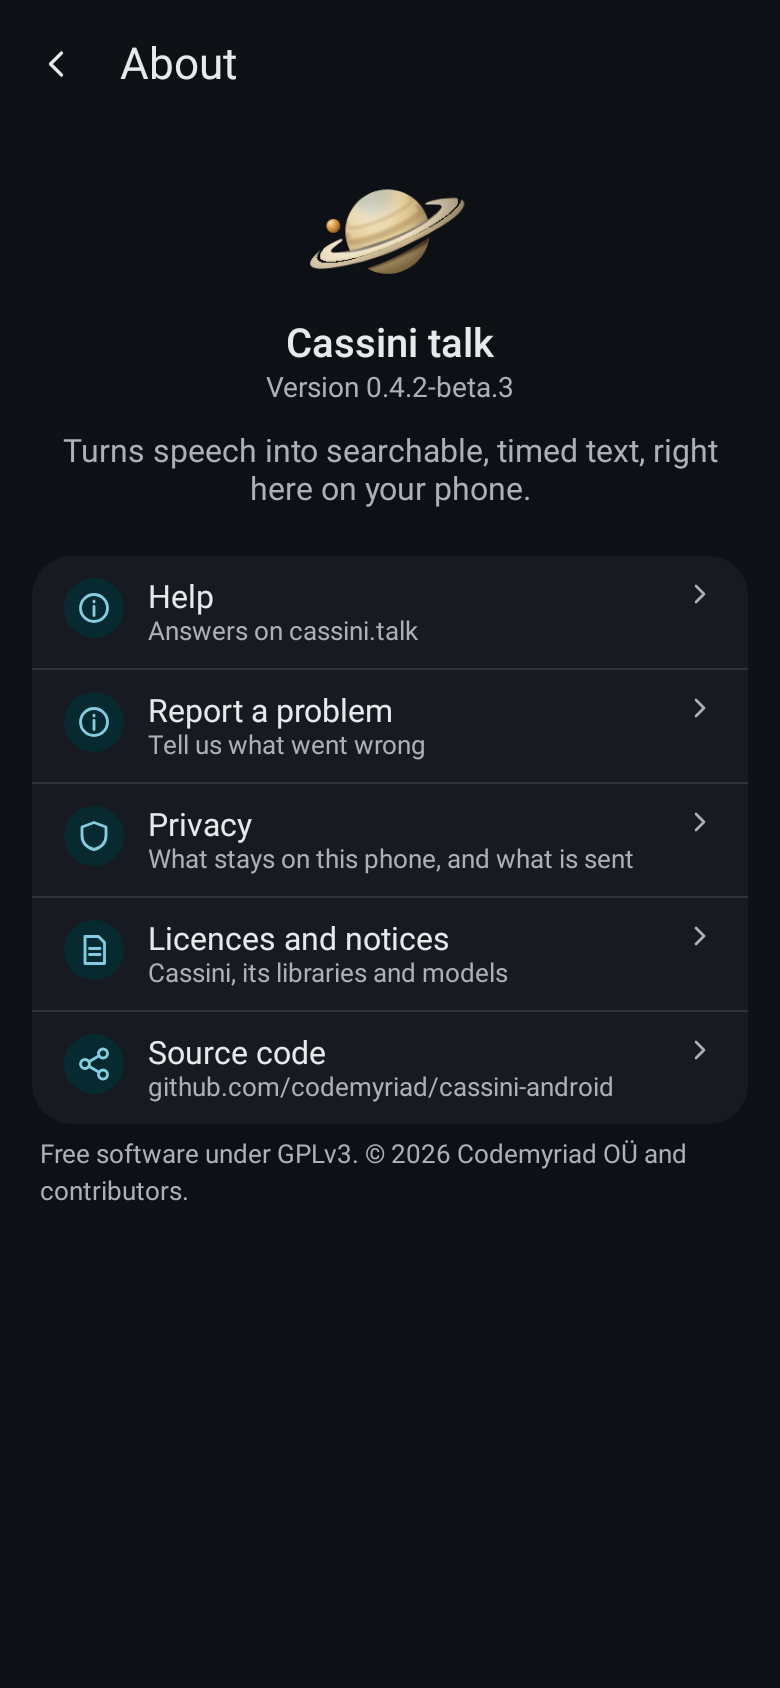 About
Cassini talk
Version 0.4.2-beta.3
Turns speech into searchable, timed text, right
here on your phone.
Help
Answers on cassini.talk
Report a problem
Tell us what went wrong
Privacy
What stays on this phone, and what is sent
Licences and notices
Cassini, its libraries and models
Source code
github.com/codemyriad/cassini-android
Free software under GPLv3. © 2026 Codemyriad OÜ and
contributors.